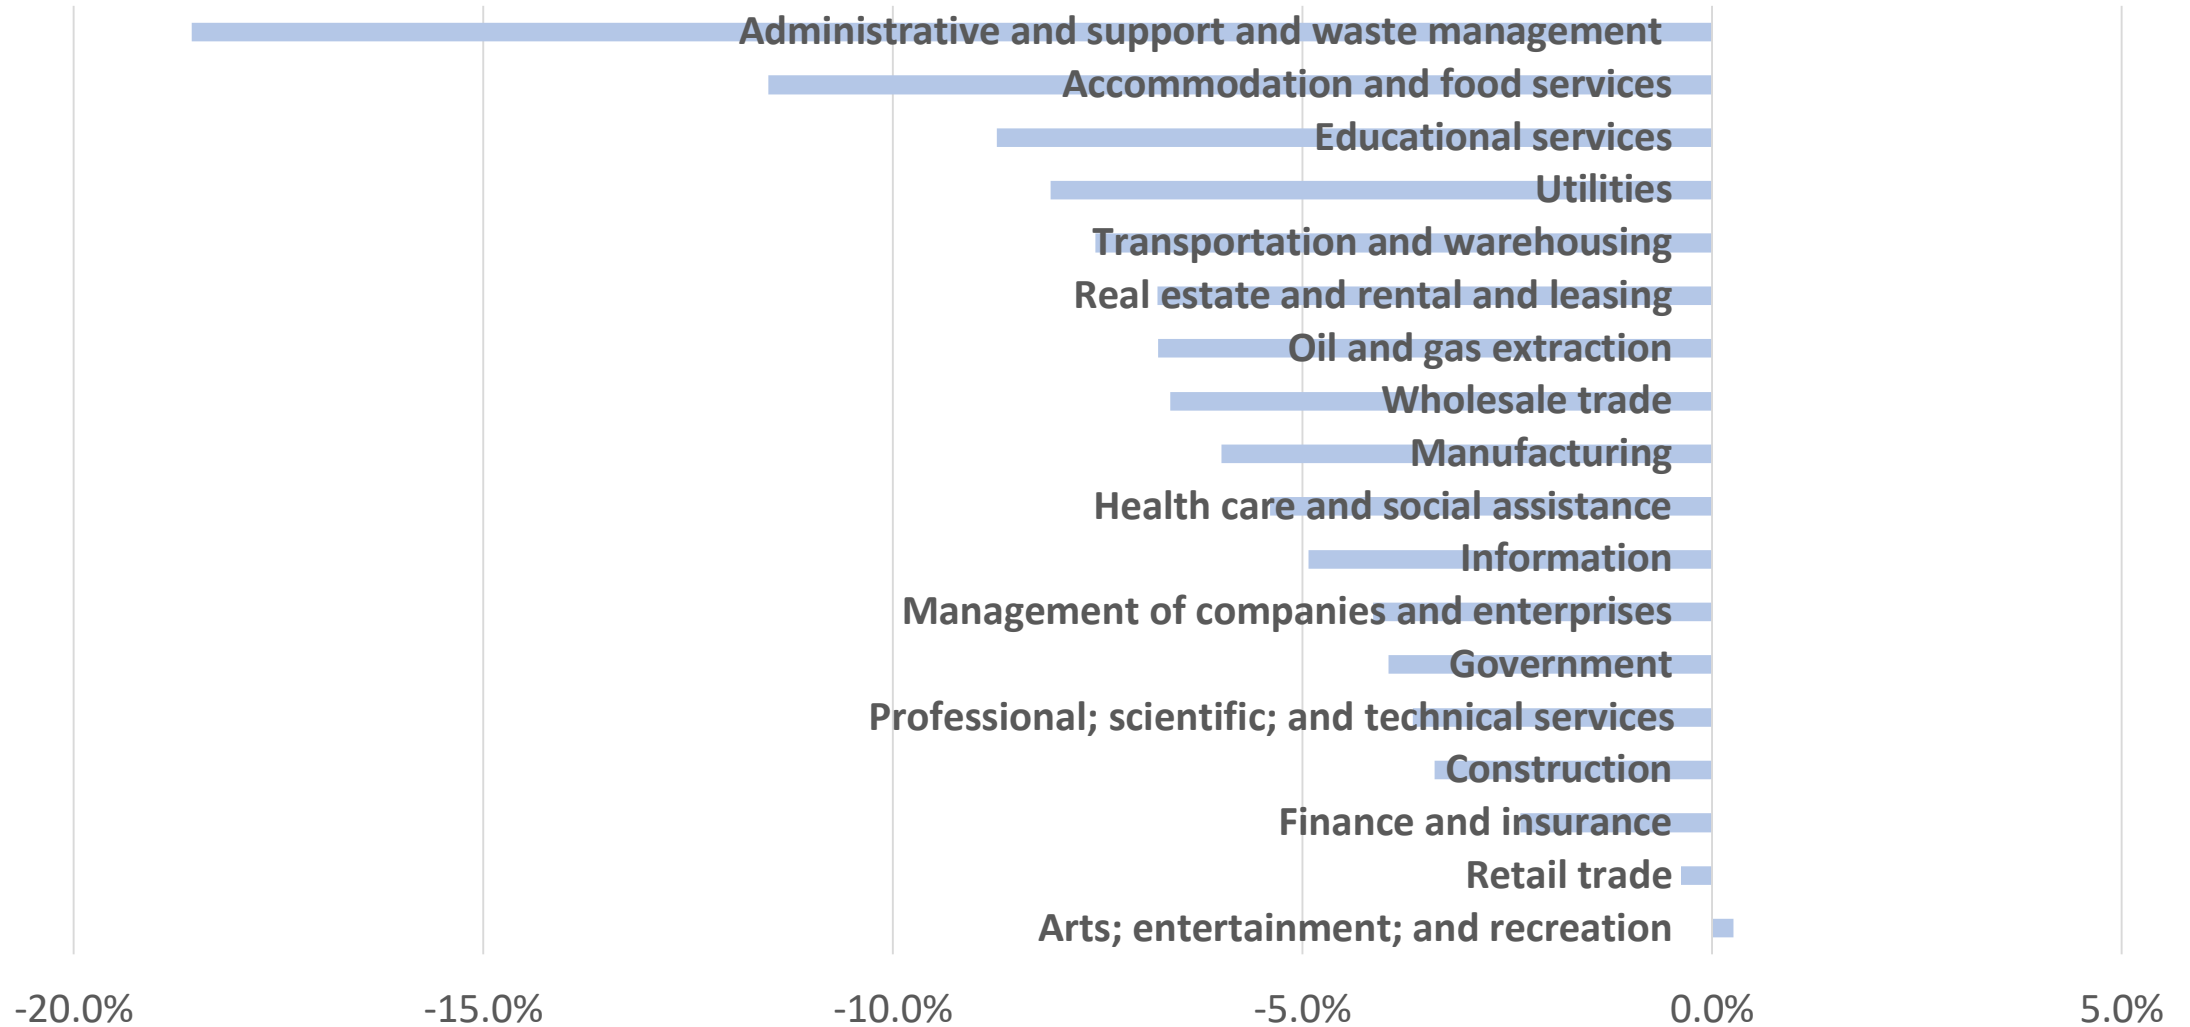 Administrative and support and waste management
Accommodation and food services
Educational services
Utilities
Transportation and warehousing
Real estate and rental and leasing
Oil and gas extraction
Wholesale trade
Manufacturing
Health care and social assistance
Information
Management of companies and enterprises
Government
Professional; scientific; and technical services
Construction
Finance and insurance
Retail trade
Arts; entertainment; and recreation
-20.0% -15.0% -10.0% -5.0% 0.0% 5.0%